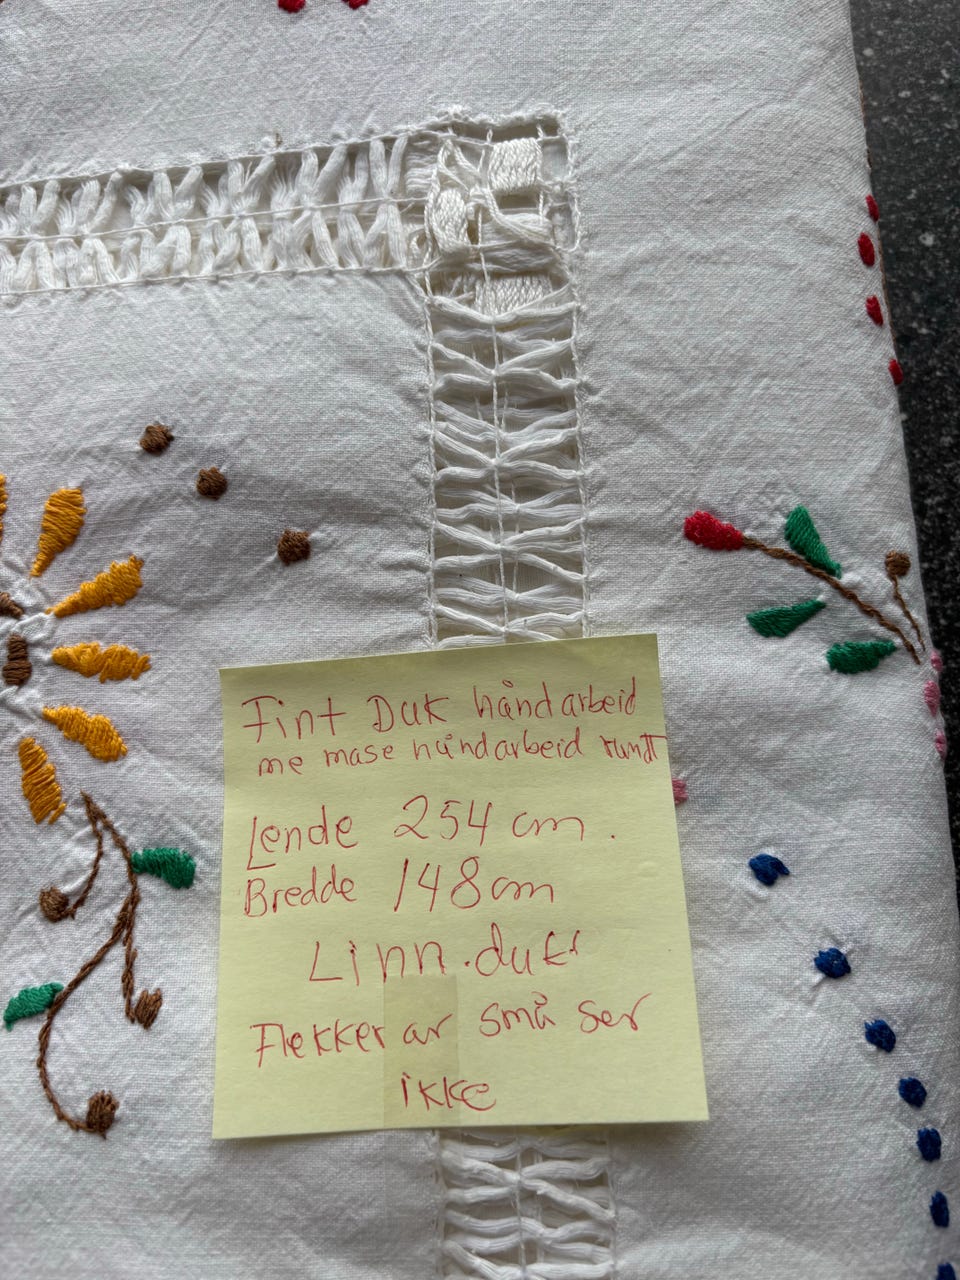 Fint Duk håndarbeid
me mase håndarbeid rundt
Lende 254 cm.
Bredde 148 cm
Linn.duk
Flekker ar små ser
ikke